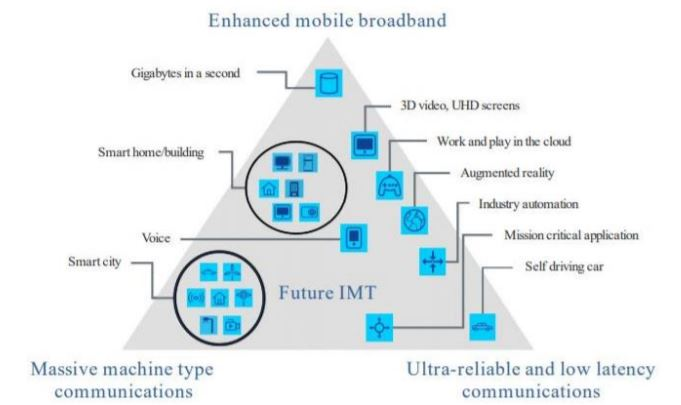 Enhanced mobile broadband
Gigabytes in a second
3D video, UHD screens
Work and play in the cloud
Smart home/building
Augmented reality
Industry automation
Voice
Mission critical application
Smart city
Self driving car
Future IMT
Massive machine type
communications
Ultra-reliable and low latency
communications